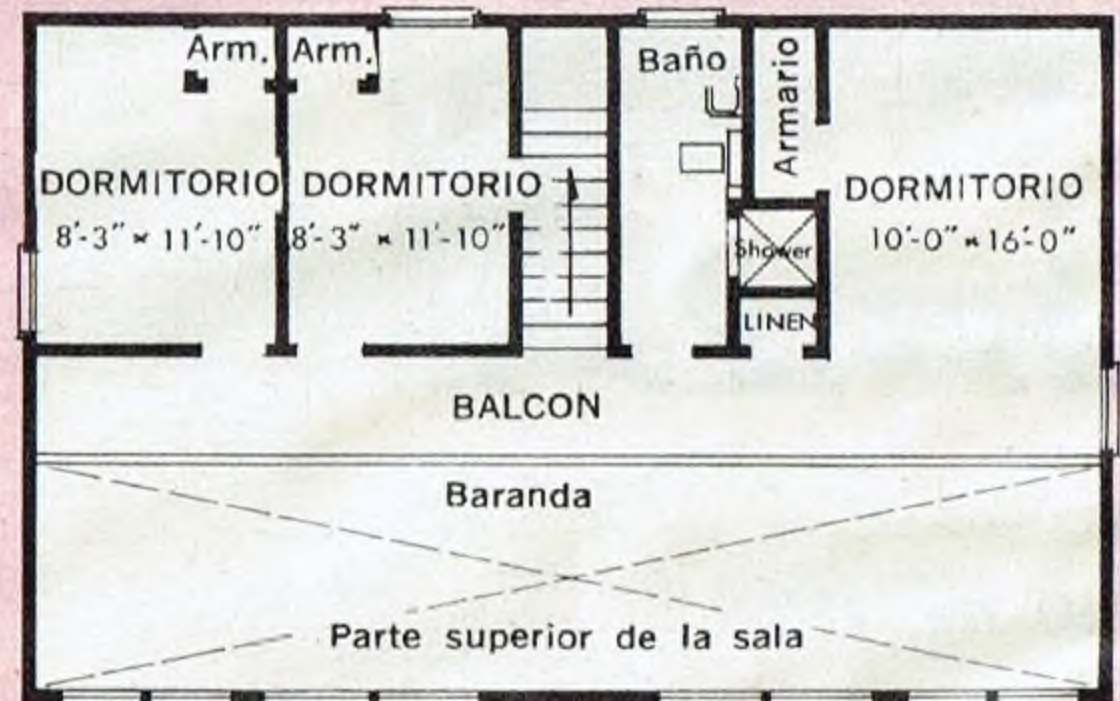 Arm. Arm.
Baño
Armario
DORMITORIO
8'-3" x 11'-10"
DORMITORIO
8'-3" x 11'-10"
DORMITORIO
10'-0" x 16'-0"
Shower
LINEN
BALCON
Baranda
Parte superior de la sala